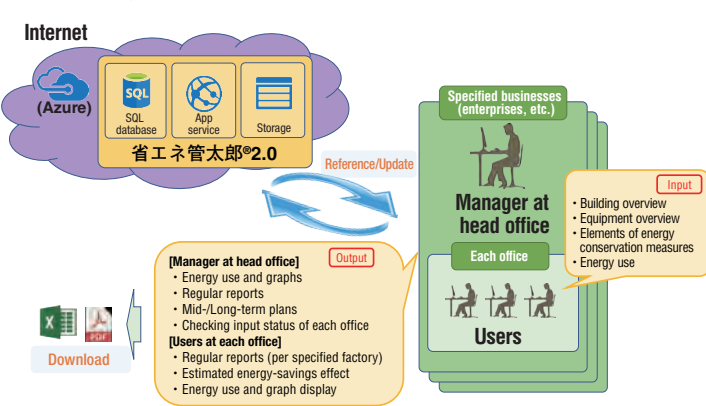 Internet
(Azure)
SQL
SQL
database
App
service
Storage
省エネ管太郎®2.0
Reference/Update
Specified businesses
(enterprises, etc.)
Manager at
head office
Each office
Users
Input
・Building overview
・Equipment overview
・Elements of energy
conservation measures
・Energy use
Output
[Manager at head office]
・Energy use and graphs
・Regular reports
・Mid-/Long-term plans
・Checking input status of each office
[Users at each office]
・Regular reports (per specified factory)
・Estimated energy-savings effect
・Energy use and graph display
X
PDF
Download